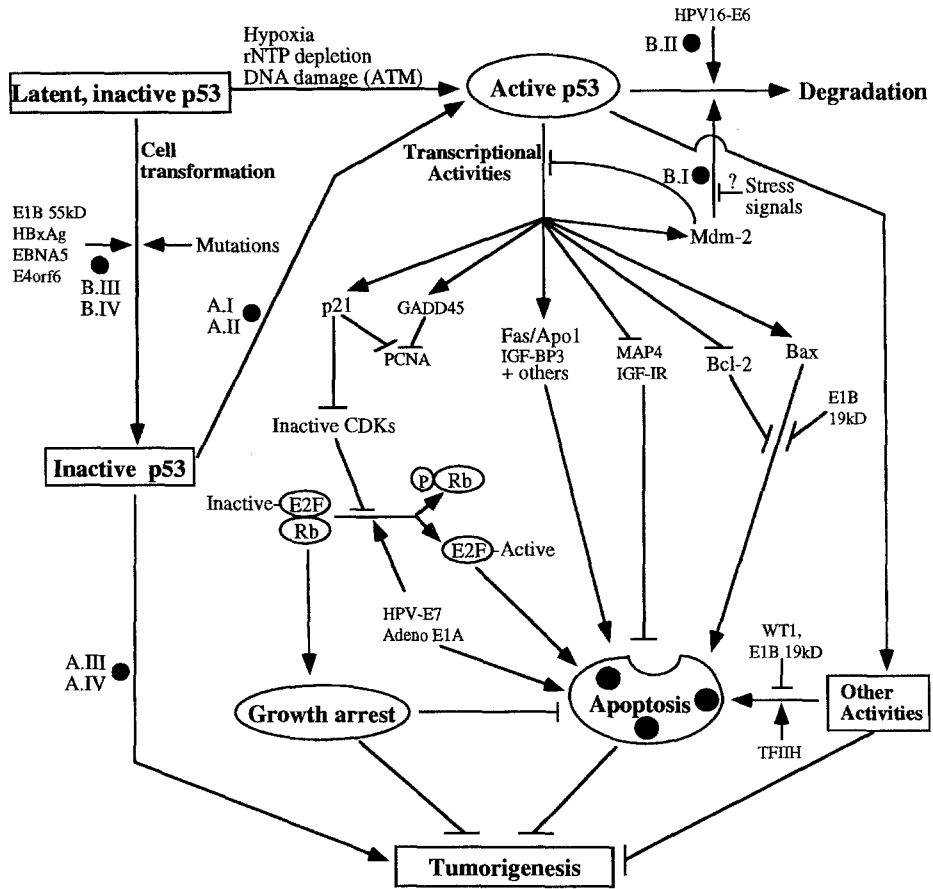 HPV16-E6
B.II
Hypoxia
rNTP depletion
DNA damage (ATM)
Latent, inactive p53
Active p53
Degradation
Cell
transformation
Transcriptional
Activities
B.I
?
Stress
signals
Mdm-2
E1B 55kD
HBxAg
EBNA5
E4orf6
Mutations
B.III
B.IV
A.I
A.II
p21
GADD45
PCNA
Fas/Apo1
IGF-BP3
+ others
MAP4
IGF-IR
Bcl-2
Bax
E1B
19kD
Inactive CDKs
Inactive p53
Inactive-E2F
Rb
P Rb
E2F-Active
HPV-E7
Adeno E1A
WT1,
E1B 19kD
A.III
A.IV
Growth arrest
Apoptosis
Other
Activities
TFIIH
Tumorigenesis